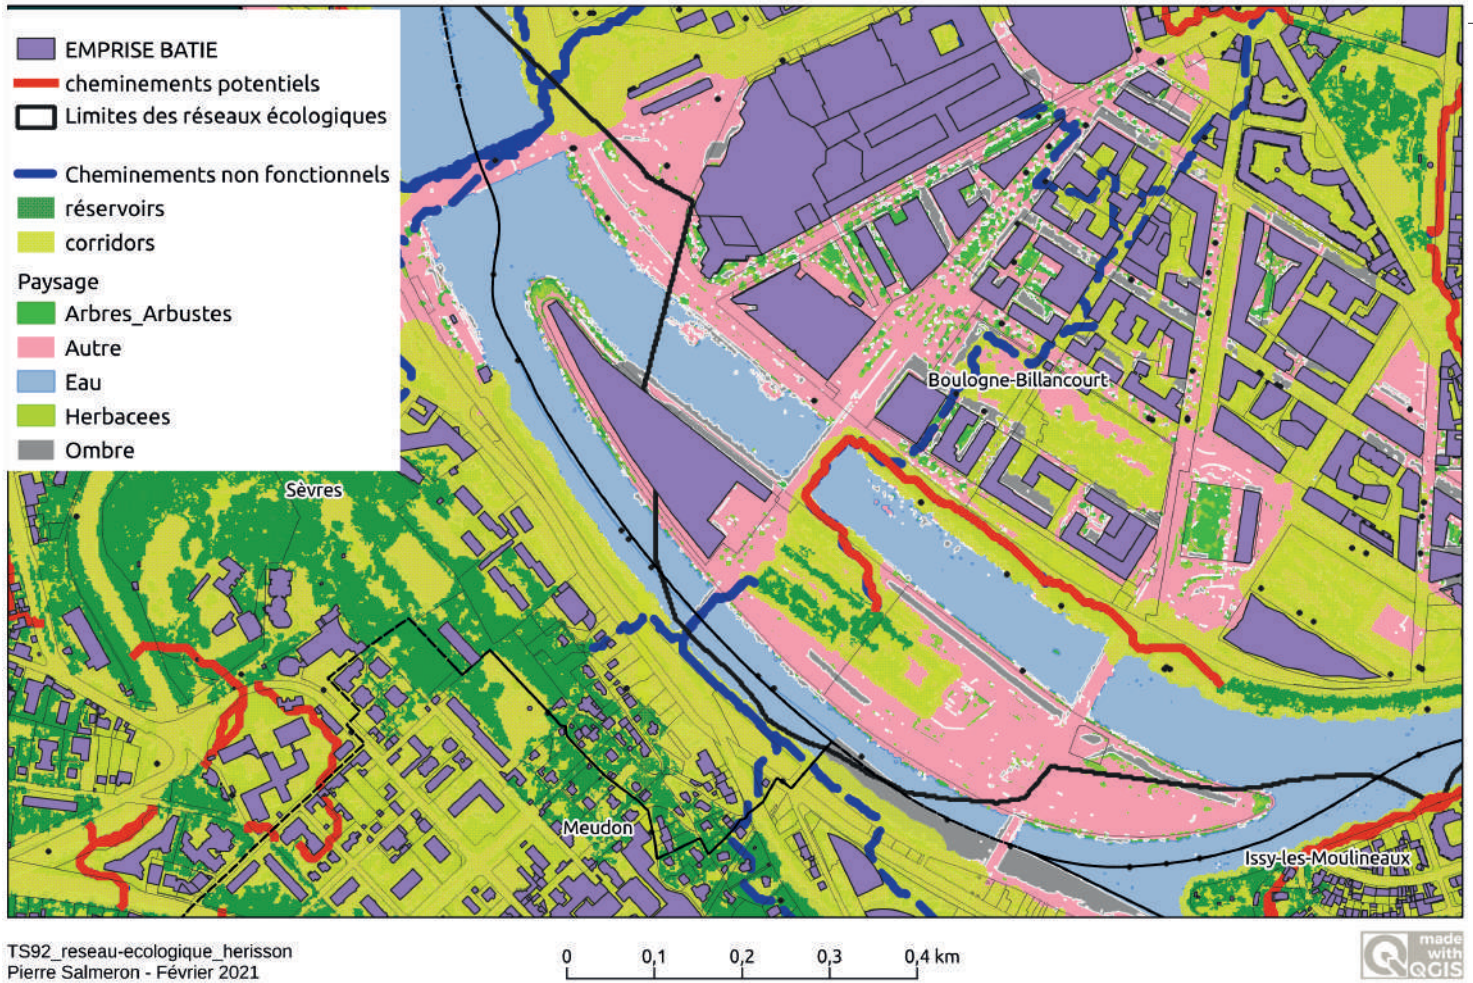 EMPRISE BATIE
cheminements potentiels
Limites des réseaux écologiques
Cheminements non fonctionnels
réservoirs
corridors
Paysage
Arbres_Arbustes
Autre
Eau
Herbacees
Ombre
Boulogne-Billancourt
Sèvres
Meudon
Issy-les-Moulineaux
TS92_reseau-ecologique_herisson
Pierre Salmeron - Février 2021
0 0,1 0,2 0,3 0,4 km
made
with
QGIS